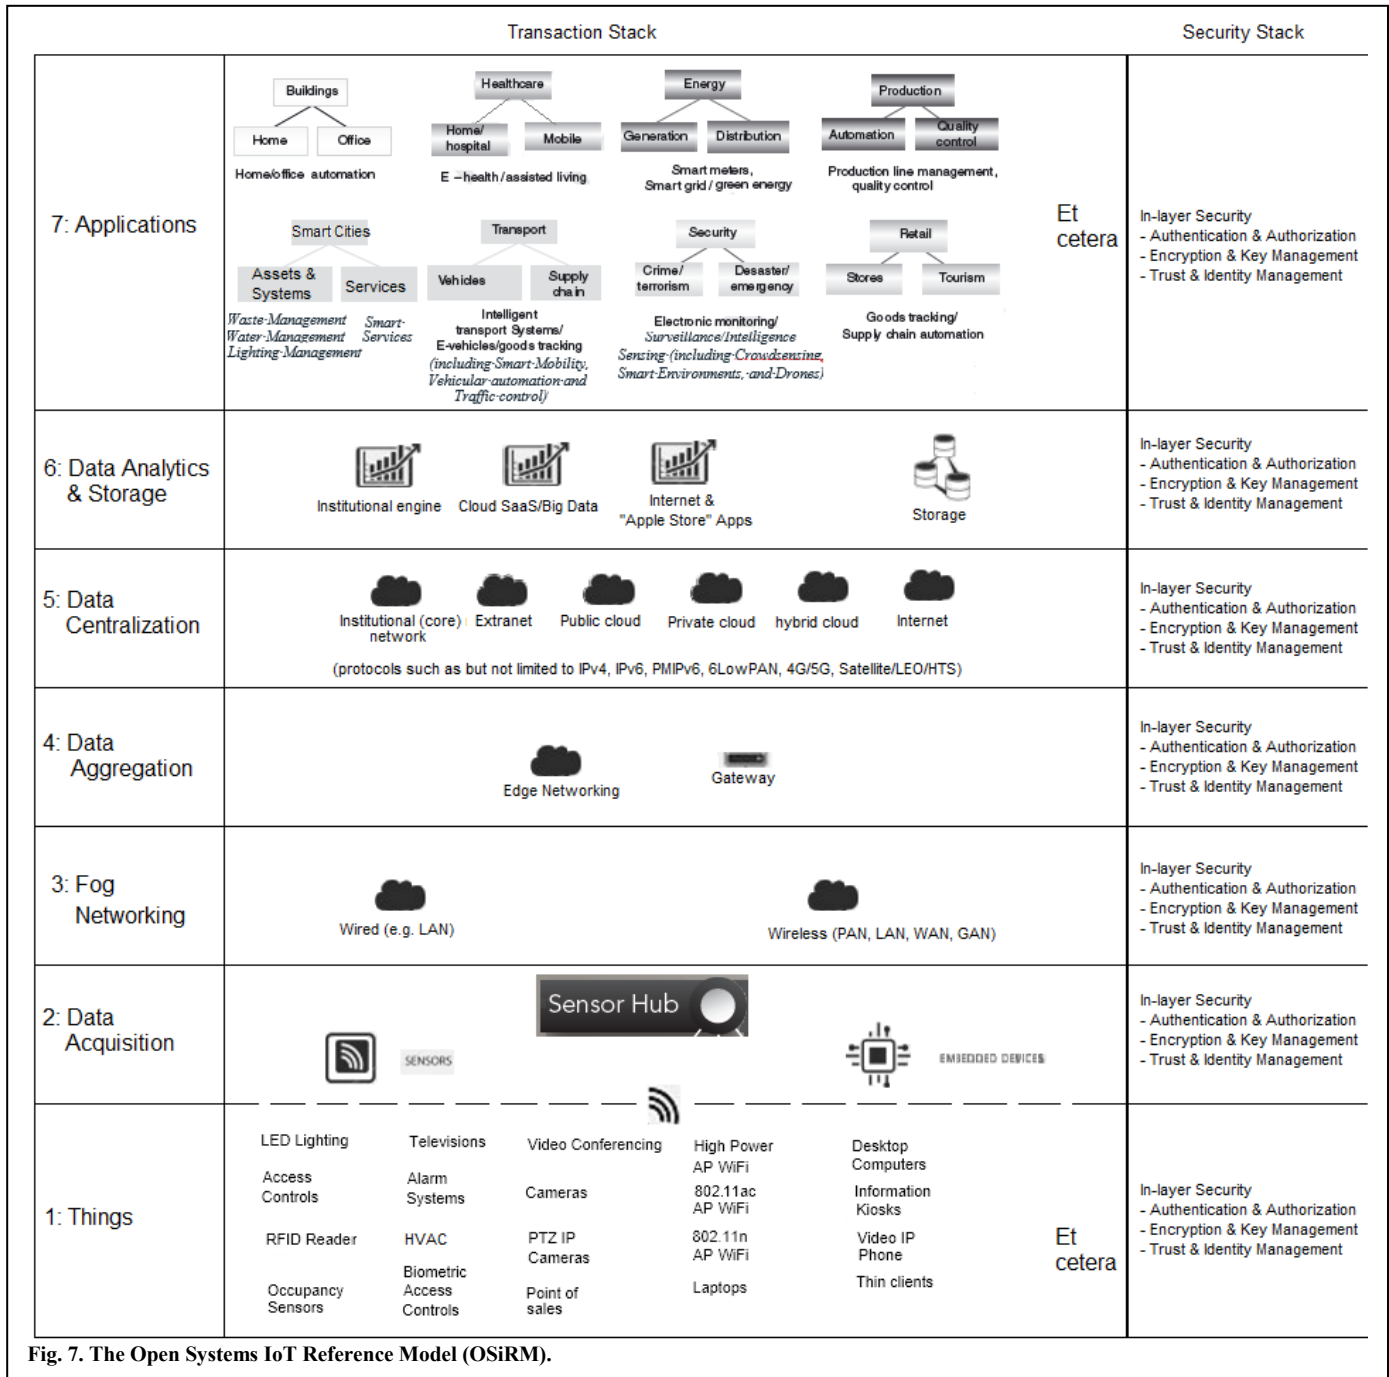 Transaction Stack
Security Stack
7: Applications
Buildings
Home
Office
Home/office automation
Healthcare
Home/
hospital
Mobile
E – health/assisted living
Energy
Generation
Distribution
Smart meters,
Smart grid / green energy
Production
Automation
Quality
control
Production line management,
quality control
Smart Cities
Assets &
Systems
Services
Waste-Management
Water-Management
Lighting-Management
Smart-
Services
Transport
Vehicles
Supply
chain
Intelligent
transport Systems/
E-vehicles/goods tracking
(including Smart Mobility,
Vehicular automation and
Traffic control)
Security
Crime/
terrorism
Desaster/
emergency
Electronic monitoring/
Surveillance/Intelligence
Sensing (including Crowdsensing,
Smart Environments, and Drones)
Retail
Stores
Tourism
Goods tracking/
Supply chain automation
Et
cetera
In-layer Security
- Authentication & Authorization
- Encryption & Key Management
- Trust & Identity Management
6: Data Analytics
& Storage
Institutional engine
Cloud SaaS/Big Data
Internet &
"Apple Store" Apps
Storage
In-layer Security
- Authentication & Authorization
- Encryption & Key Management
- Trust & Identity Management
5: Data
Centralization
Institutional (core)
network
Extranet
Public cloud
Private cloud
hybrid cloud
Internet
(protocols such as but not limited to IPv4, IPv6, PMIPv6, 6LowPAN, 4G/5G, Satellite/LEO/HTS)
In-layer Security
- Authentication & Authorization
- Encryption & Key Management
- Trust & Identity Management
4: Data
Aggregation
Edge Networking
Gateway
In-layer Security
- Authentication & Authorization
- Encryption & Key Management
- Trust & Identity Management
3: Fog
Networking
Wired (e.g. LAN)
Wireless (PAN, LAN, WAN, GAN)
In-layer Security
- Authentication & Authorization
- Encryption & Key Management
- Trust & Identity Management
2: Data
Acquisition
SENSORS
Sensor Hub
EMBEDDED DEVICES
In-layer Security
- Authentication & Authorization
- Encryption & Key Management
- Trust & Identity Management
1: Things
LED Lighting
Access
Controls
RFID Reader
Occupancy
Sensors
Televisions
Alarm
Systems
HVAC
Biometric
Access
Controls
Video Conferencing
Cameras
PTZ IP
Cameras
Point of
sales
High Power
AP WiFi
802.11ac
AP WiFi
802.11n
AP WiFi
Laptops
Desktop
Computers
Information
Kiosks
Video IP
Phone
Thin clients
Et
cetera
In-layer Security
- Authentication & Authorization
- Encryption & Key Management
- Trust & Identity Management
Fig. 7. The Open Systems IoT Reference Model (OSiRM).